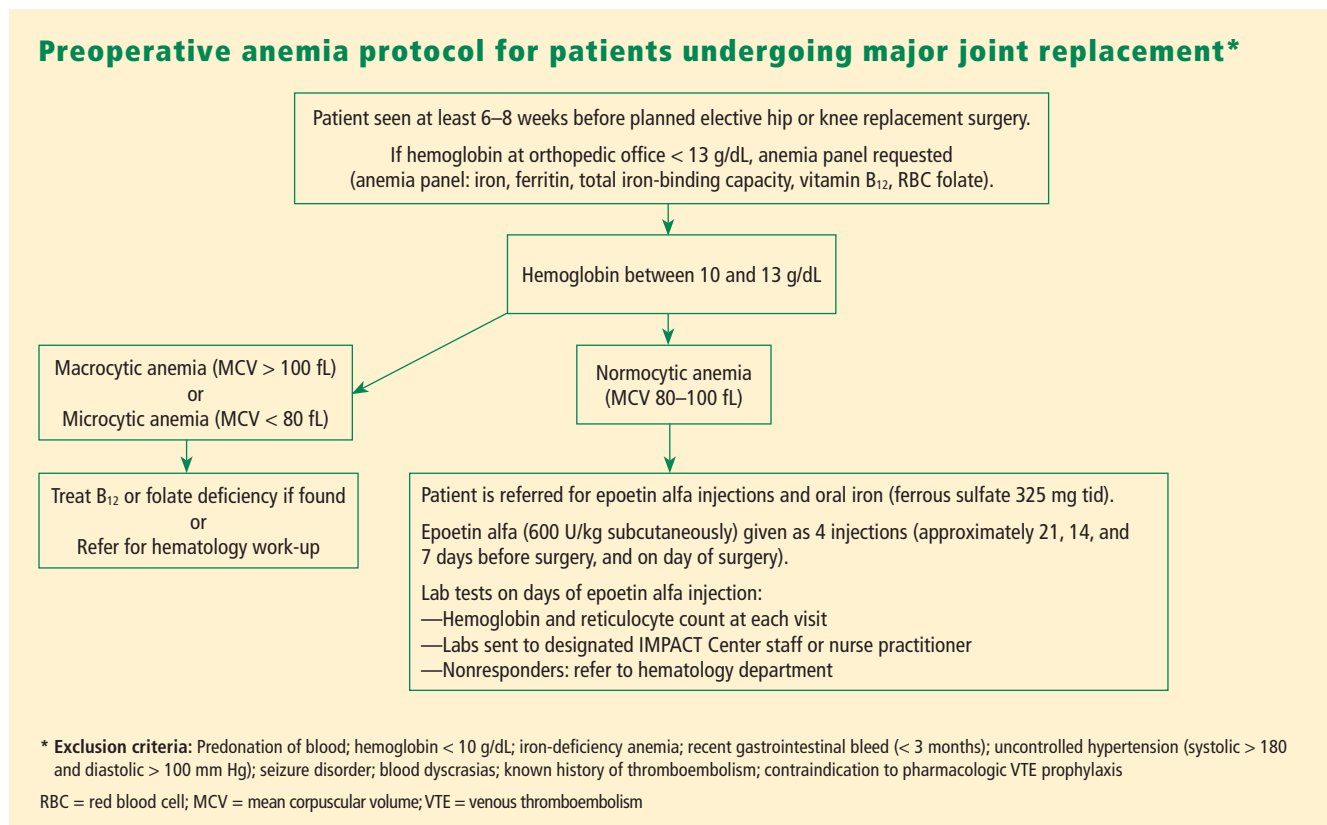 Preoperative anemia protocol for patients undergoing major joint replacement*
Patient seen at least 6–8 weeks before planned elective hip or knee replacement surgery.
If hemoglobin at orthopedic office < 13 g/dL, anemia panel requested
(anemia panel: iron, ferritin, total iron-binding capacity, vitamin B₁₂, RBC folate).
Hemoglobin between 10 and 13 g/dL
Macrocytic anemia (MCV > 100 fL)
or
Microcytic anemia (MCV < 80 fL)
Normocytic anemia
(MCV 80–100 fL)
Treat B₁₂ or folate deficiency if found
or
Refer for hematology work-up
Patient is referred for epoetin alfa injections and oral iron (ferrous sulfate 325 mg tid).
Epoetin alfa (600 U/kg subcutaneously) given as 4 injections (approximately 21, 14, and
7 days before surgery, and on day of surgery).
Lab tests on days of epoetin alfa injection:
—Hemoglobin and reticulocyte count at each visit
—Labs sent to designated IMPACT Center staff or nurse practitioner
—Nonresponders: refer to hematology department
* Exclusion criteria: Predonation of blood; hemoglobin < 10 g/dL; iron-deficiency anemia; recent gastrointestinal bleed (< 3 months); uncontrolled hypertension (systolic > 180
and diastolic > 100 mm Hg); seizure disorder; blood dyscrasias; known history of thromboembolism; contraindication to pharmacologic VTE prophylaxis
RBC = red blood cell; MCV = mean corpuscular volume; VTE = venous thromboembolism